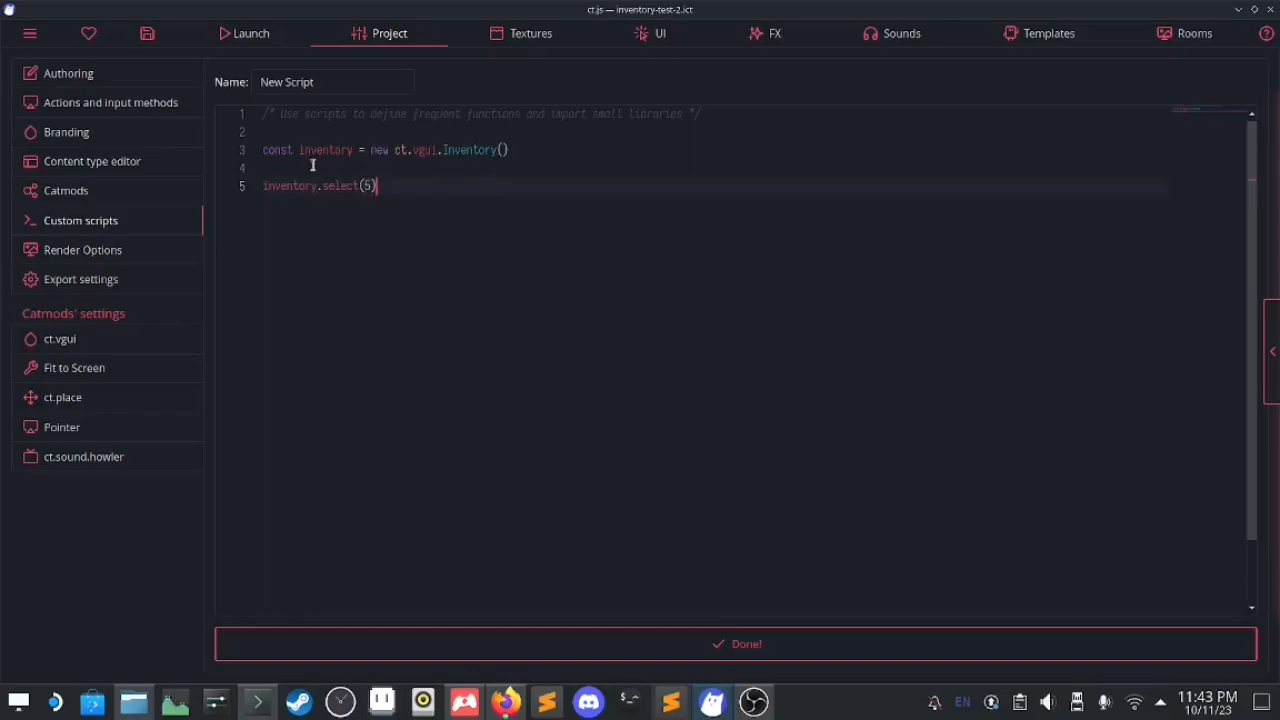 ct.js — inventory-test-2.ict
Launch
Project
Textures
UI
FX
Sounds
Templates
Rooms
Authoring
Actions and input methods
Branding
Content type editor
Catmods
Custom scripts
Render Options
Export settings
Catmods' settings
ct.vgui
Fit to Screen
ct.place
Pointer
ct.sound.howler
Name: New Script
1 /* Use scripts to define frequent functions and import small libraries */
2
3 const inventory = new ct.vgui.Inventory()
4
5 inventory.select(5)
Done!
EN
11:43 PM
10/11/23